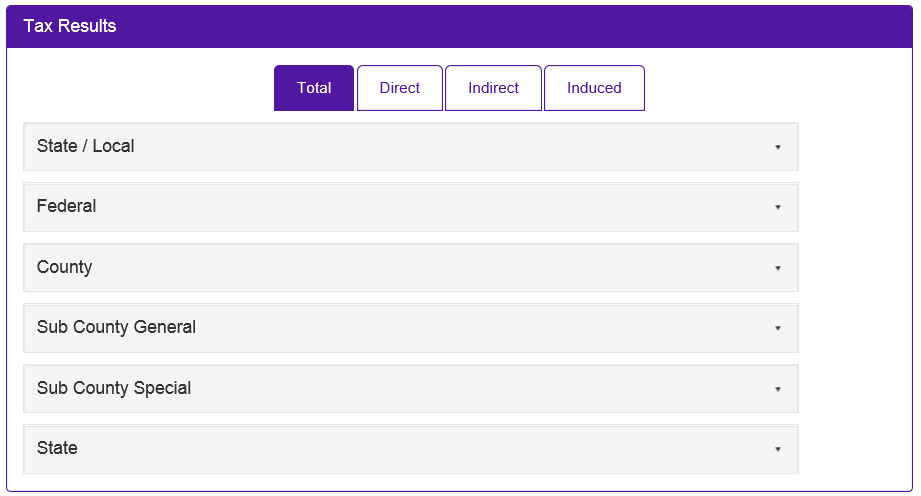 Tax Results
Total Direct Indirect Induced
State / Local
Federal
County
Sub County General
Sub County Special
State